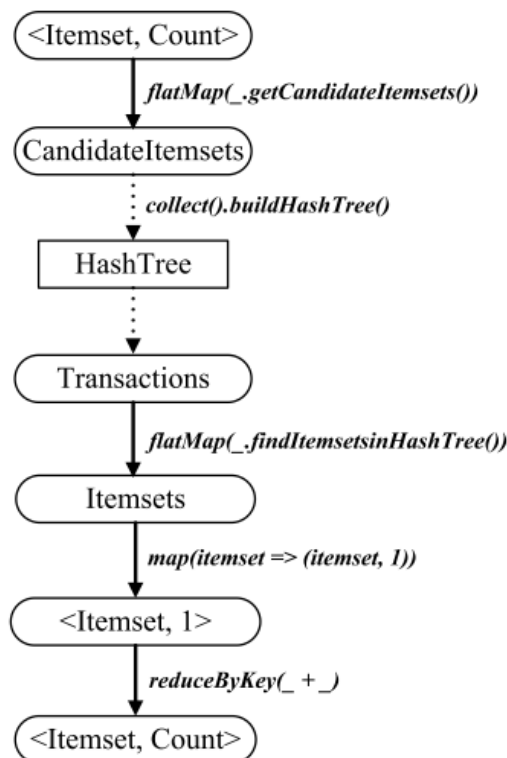 <Itemset, Count>
flatMap(_.getCandidateItemsets())
CandidateItemsets
collect().buildHashTree()
HashTree
Transactions
flatMap(_.findItemsetsinHashTree())
Itemsets
map(itemset => (itemset, 1))
<Itemset, 1>
reduceByKey(_ + _)
<Itemset, Count>